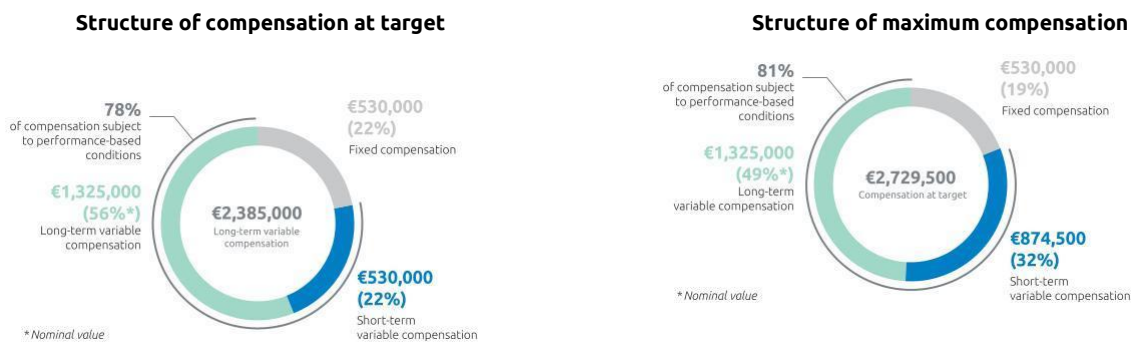 Structure of compensation at target
78%
of compensation subject
to performance-based
conditions
€1,325,000
(56%*)
Long-term variable
compensation
€2,385,000
Long-term variable
compensation
€530,000
(22%)
Fixed compensation
€530,000
(22%)
Short-term
variable compensation
* Nominal value
Structure of maximum compensation
81%
of compensation subject
to performance-based
conditions
€1,325,000
(49%*)
Long-term
variable compensation
€2,729,500
Compensation at target
€530,000
(19%)
Fixed compensation
€874,500
(32%)
Short-term
variable compensation
* Nominal value